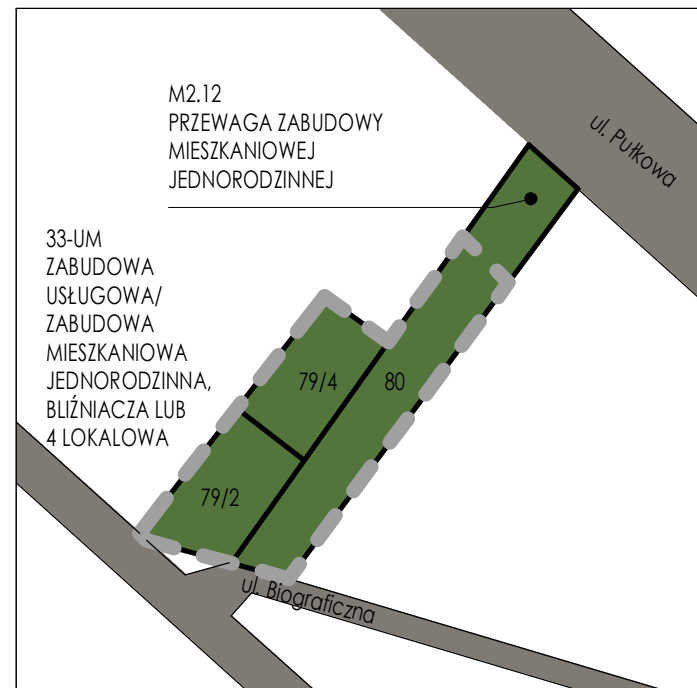 M2.12
PRZEWAGA ZABUDOWY
MIESZKANIOWEJ
JEDNORODZINNEJ
ul. Pułkowa
33-UM
ZABUDOWA
USŁUGOWA/
ZABUDOWA
MIESZKANIOWA
JEDNORODZINNA,
BLIŹNIACZA LUB
4 LOKALOWA
79/4
80
79/2
ul. Biograficzna